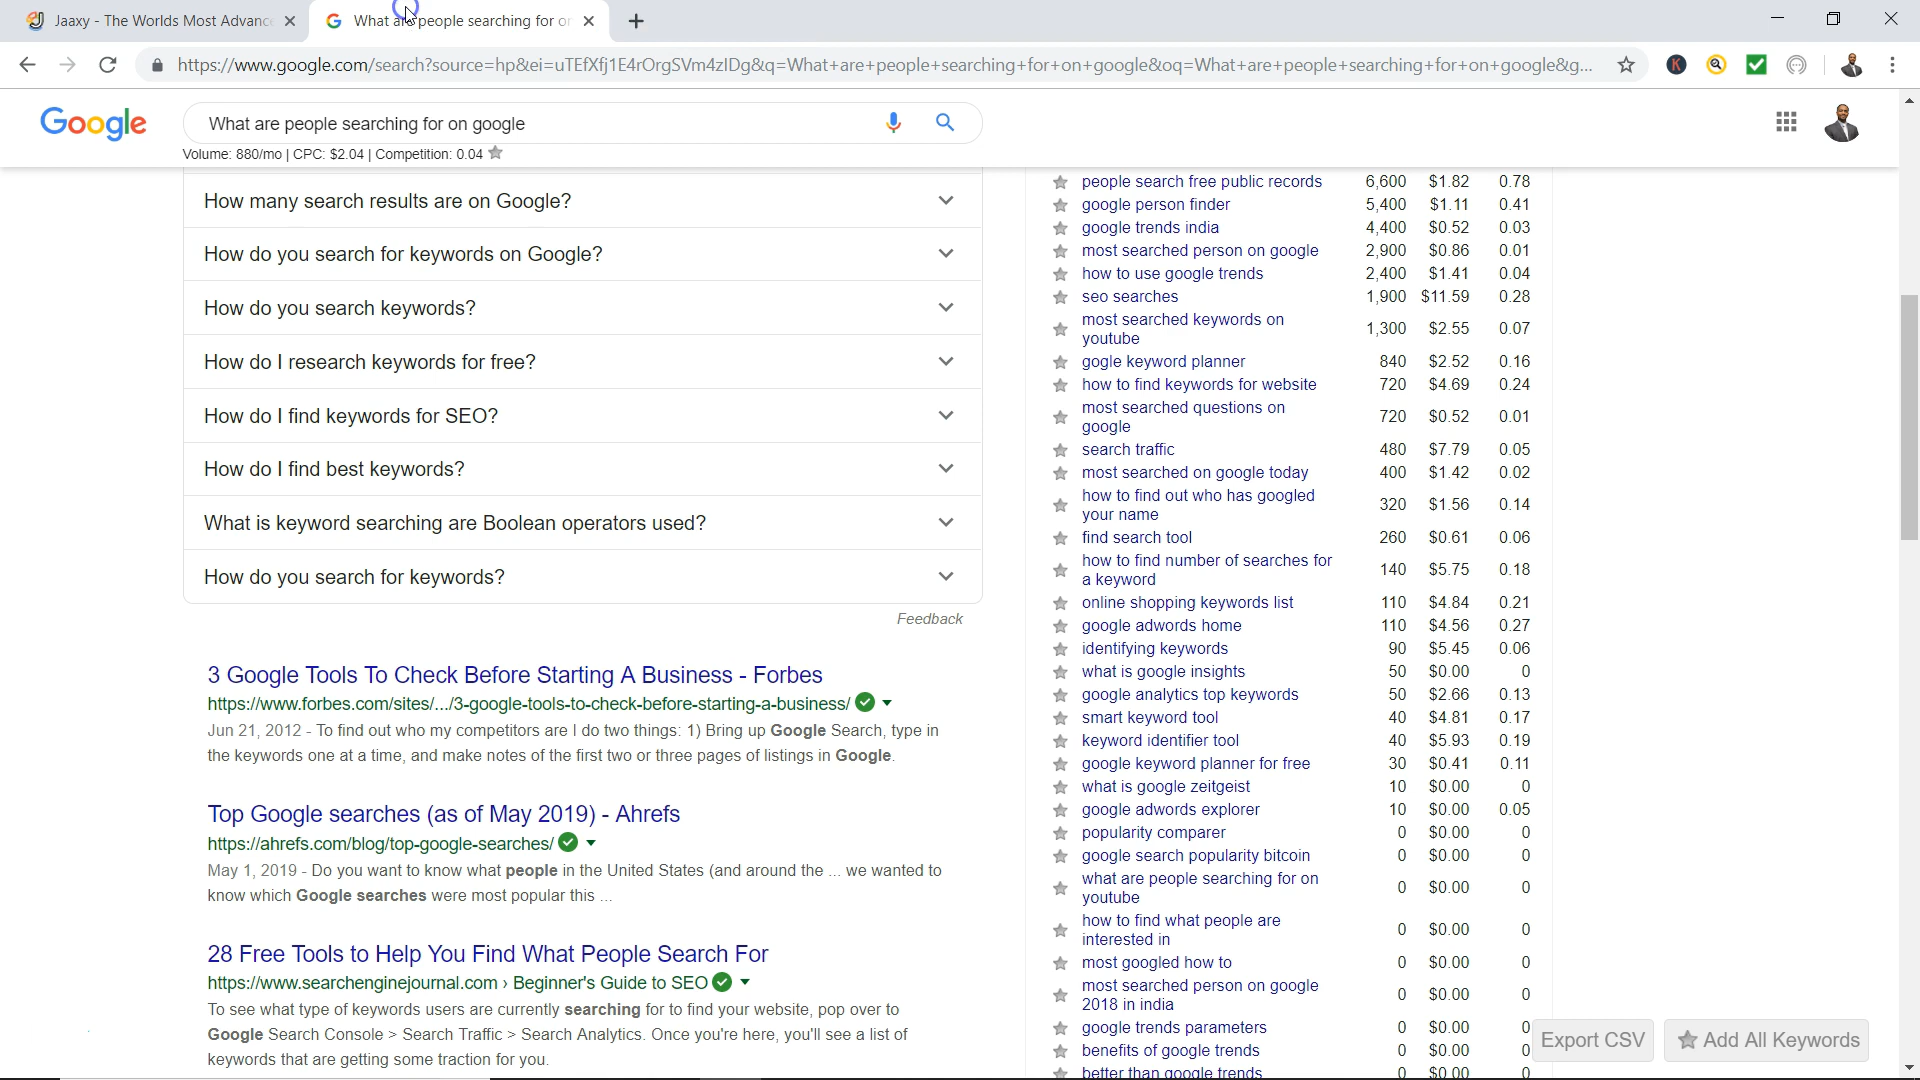 Jaaxy - The Worlds Most Advanc
What are people searching for or
https://www.google.com/search?source=hp&ei=uTEfXfj1E4rOrgSVm4zIDg&q=What+are+people+searching+for+on+google&oq=What+are+people+searching+for+on+google&g...
K
Google
What are people searching for on google
Volume: 880/mo | CPC: $2.04 | Competition: 0.04
How many search results are on Google?
How do you search for keywords on Google?
How do you search keywords?
How do I research keywords for free?
How do I find keywords for SEO?
How do I find best keywords?
What is keyword searching are Boolean operators used?
How do you search for keywords?
Feedback
3 Google Tools To Check Before Starting A Business - Forbes
https://www.forbes.com/sites/.../3-google-tools-to-check-before-starting-a-business/
Jun 21, 2012 - To find out who my competitors are I do two things: 1) Bring up Google Search, type in
the keywords one at a time, and make notes of the first two or three pages of listings in Google.
Top Google searches (as of May 2019) - Ahrefs
https://ahrefs.com/blog/top-google-searches/
May 1, 2019 - Do you want to know what people in the United States (and around the ... we wanted to
know which Google searches were most popular this ...
28 Free Tools to Help You Find What People Search For
https://www.searchenginejournal.com › Beginner's Guide to SEO
To see what type of keywords users are currently searching for to find your website, pop over to
Google Search Console > Search Traffic > Search Analytics. Once you're here, you'll see a list of
keywords that are getting some traction for you.
people search free public records 6,600 $1.82 0.78
google person finder 5,400 $1.11 0.41
google trends india 4,400 $0.52 0.03
most searched person on google 2,900 $0.86 0.01
how to use google trends 2,400 $1.41 0.04
seo searches 1,900 $11.59 0.28
most searched keywords on
youtube 1,300 $2.55 0.07
gogle keyword planner 840 $2.52 0.16
how to find keywords for website 720 $4.69 0.24
most searched questions on
google 720 $0.52 0.01
search traffic 480 $7.79 0.05
most searched on google today 400 $1.42 0.02
how to find out who has googled
your name 320 $1.56 0.14
find search tool 260 $0.61 0.06
how to find number of searches for
a keyword 140 $5.75 0.18
online shopping keywords list 110 $4.84 0.21
google adwords home 110 $4.56 0.27
identifying keywords 90 $5.45 0.06
what is google insights 50 $0.00 0
google analytics top keywords 50 $2.66 0.13
smart keyword tool 40 $4.81 0.17
keyword identifier tool 40 $5.93 0.19
google keyword planner for free 30 $0.41 0.11
what is google zeitgeist 10 $0.00 0
google adwords explorer 10 $0.00 0.05
popularity comparer 0 $0.00 0
google search popularity bitcoin 0 $0.00 0
what are people searching for on
youtube 0 $0.00 0
how to find what people are
interested in 0 $0.00 0
most googled how to 0 $0.00 0
most searched person on google
2018 in india 0 $0.00 0
google trends parameters 0 $0.00 0
benefits of google trends 0 $0.00 0
better than google trends 0 $0.00 0
Export CSV
Add All Keywords